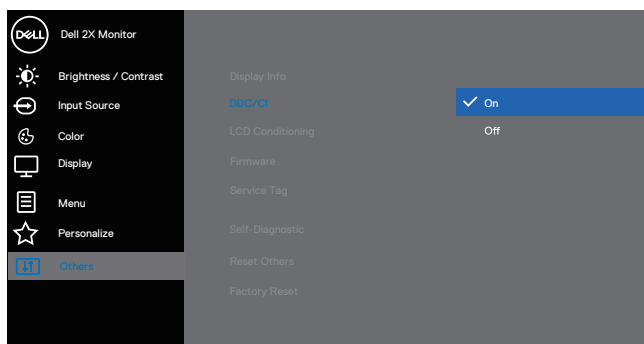 DELL Dell 2X Monitor
Brightness / Contrast
Input Source
Color
Display
Menu
Personalize
Others
Display Info
DDC/CI
LCD Conditioning
Firmware
Service Tag
Self-Diagnostic
Reset Others
Factory Reset
On
Off